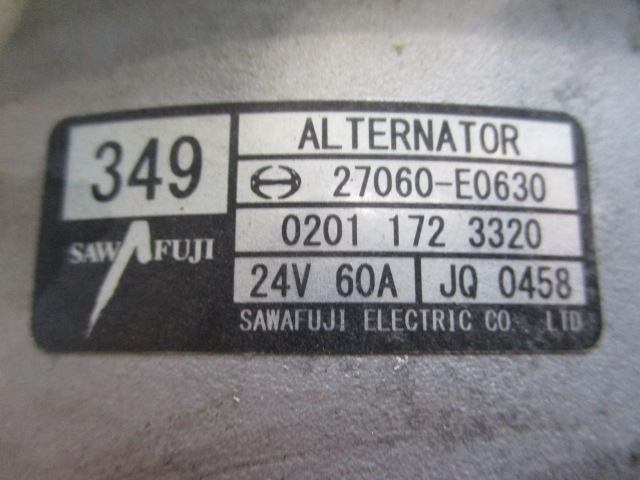 349
SAWAFUJI
ALTERNATOR
27060-E0630
0201 172 3320
24V 60A
JQ 0458
SAWAFUJI ELECTRIC CO., LTD